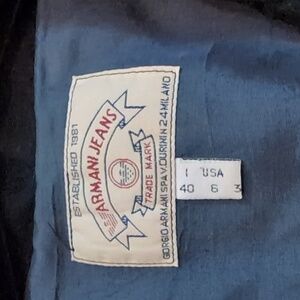 ESTABLISHED 1981
ARMANI JEANS
TRADE MARK
GIORGIO ARMANI SPA V. DURINI N 24 MILANO
I USA
40 6 3